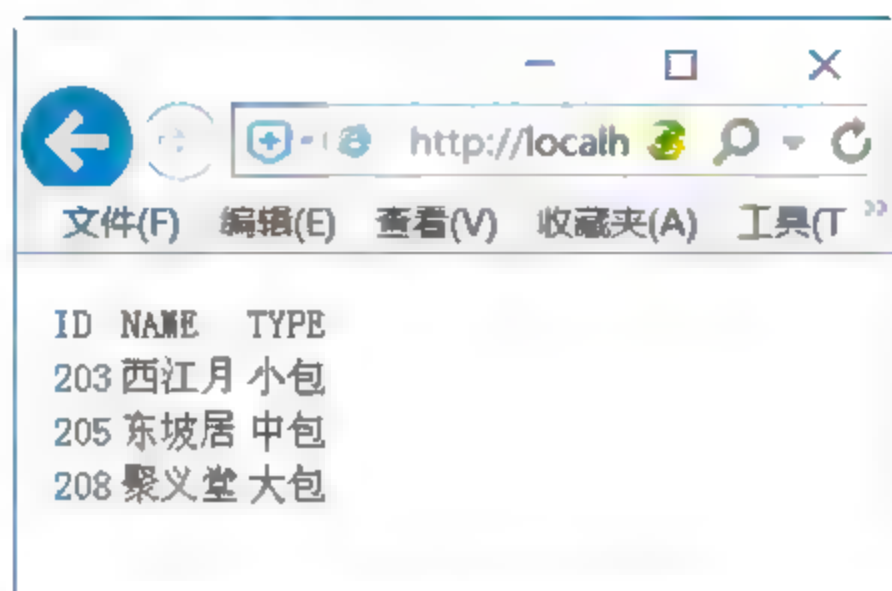 http://localh
文件(F) 编辑(E) 查看(V) 收藏夹(A) 工具(T
ID NAME TYPE
203 西江月 小包
205 东坡居 中包
208 聚义堂 大包